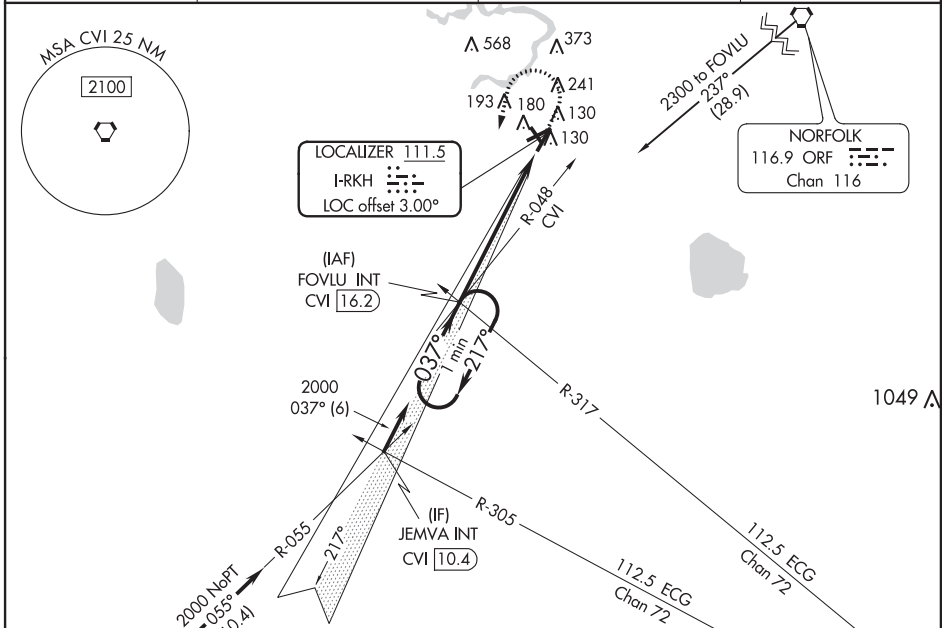 MSA CVI 25 NM
2100
568
373
241
193
180
130
130
2300 to FOVLU
237°
(28.9)
NORFOLK
116.9 ORF
Chan 116
LOCALIZER 111.5
I-RKH
LOC offset 3.00°
R-048
CVI
(IAF)
FOVLU INT
CVI 16.2
037°
1 min
217°
2000
037° (6)
R-317
1049
R-055
217°
(IF)
JEMVA INT
CVI 10.4
R-305
112.5 ECG
Chan 72
112.5 ECG
Chan 72
2000 NoPT
055°